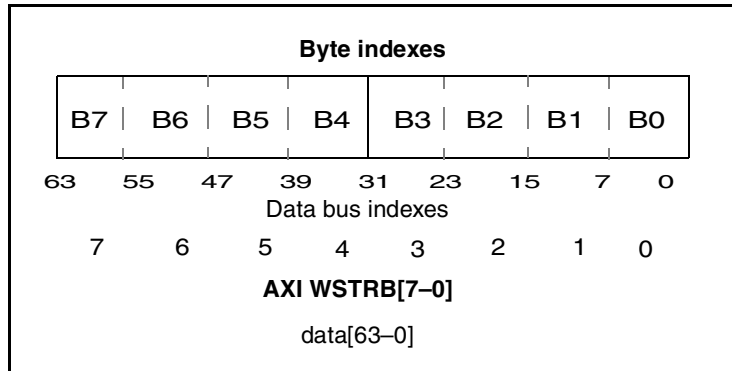 Byte indexes
B7 B6 B5 B4 B3 B2 B1 B0
63 55 47 39 31 23 15 7 0
Data bus indexes
7 6 5 4 3 2 1 0
AXI WSTRB[7–0]
data[63–0]